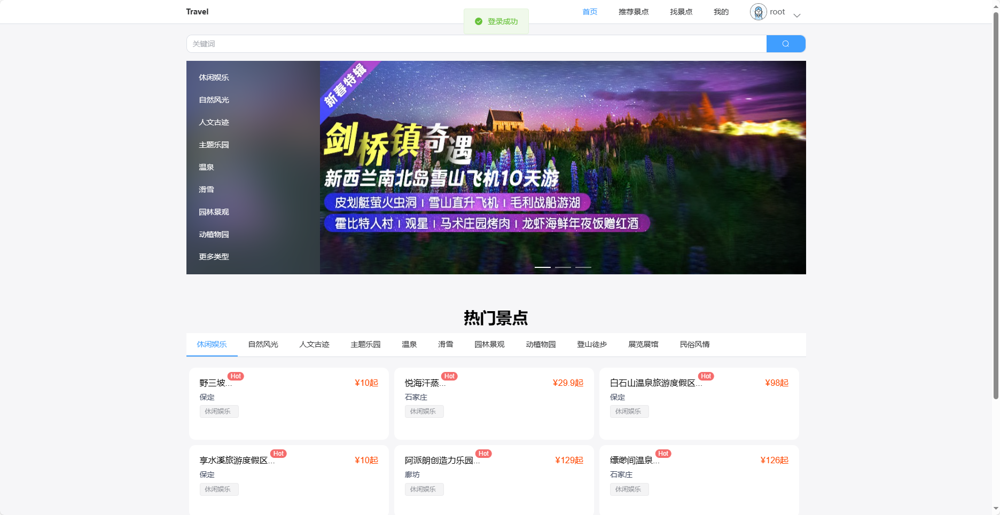 Travel
首页
推荐景点
找景点
我的
root
登录成功
关键词
休闲娱乐
自然风光
人文古迹
主题乐园
温泉
滑雪
园林景观
动植物园
更多类型
新春特辑
剑桥镇奇遇
新西兰南北岛雪山飞机10天游
皮划艇萤火虫洞 | 雪山直升飞机 | 毛利战船游湖
霍比特人村 | 观星 | 马术庄园烤肉 | 龙虾海鲜年夜饭赠红酒
热门景点
休闲娱乐
自然风光
人文古迹
主题乐园
温泉
滑雪
园林景观
动植物园
登山徒步
展览展馆
民俗风情
野三坡...
Hot
¥10起
保定
休闲娱乐
悦海汗蒸...
Hot
¥29.9起
石家庄
休闲娱乐
白石山温泉旅游度假区...
Hot
¥98起
保定
休闲娱乐
享水溪旅游度假区...
Hot
¥10起
保定
休闲娱乐
阿派朗创造力乐园...
Hot
¥129起
廊坊
休闲娱乐
缥缈间温泉...
Hot
¥126起
石家庄
休闲娱乐